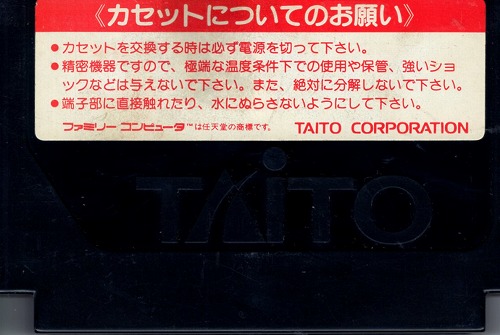 《カセットについてのお願い》
●カセットを交換する時は必ず電源を切って下さい。
●精密機器ですので、極端な温度条件下での使用や保管、強いショ
ックなどは与えないで下さい。また、絶対に分解しないで下さい。
●端子部に直接触れたり、水にぬらさないようにして下さい。
ファミリー コンピュータ™は任天堂の商標です。 TAITO CORPORATION
TAITO